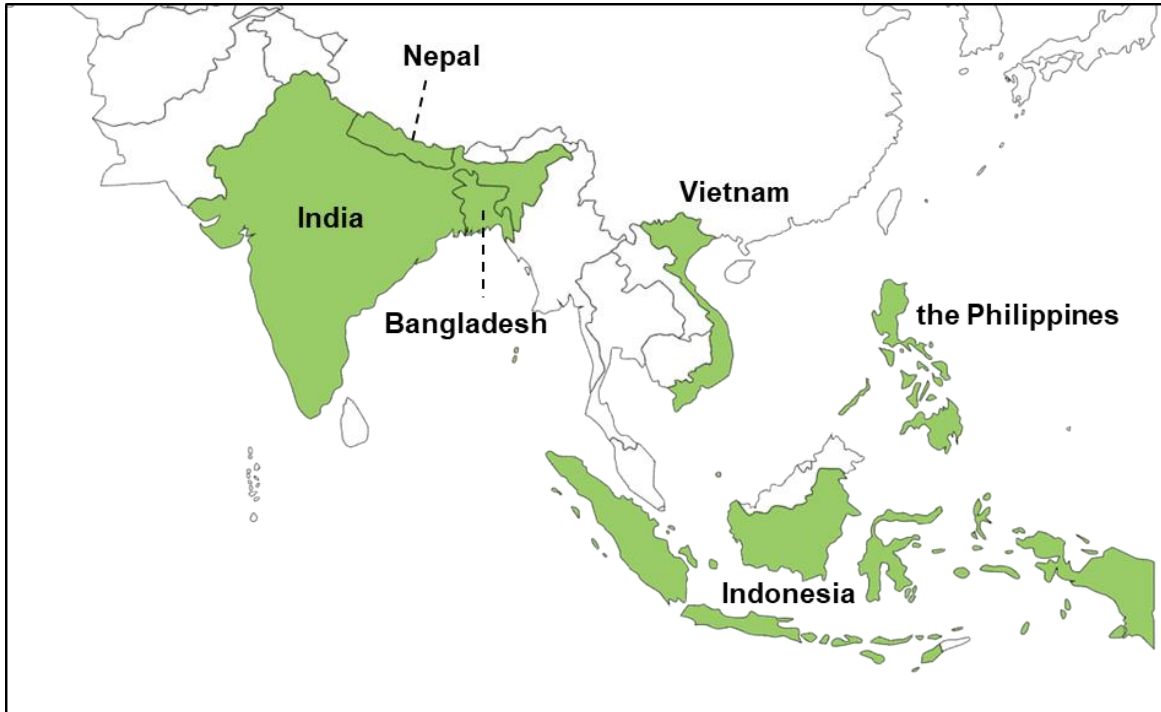 Nepal
Vietnam
India
Bangladesh
the Philippines
Indonesia